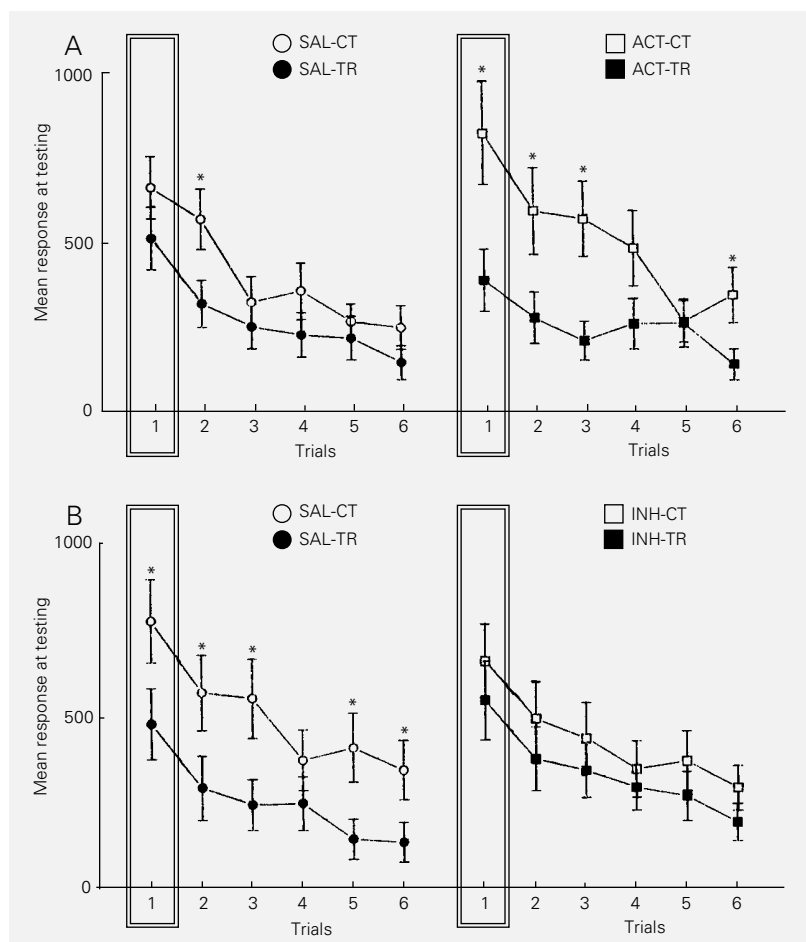 A
SAL-CT
SAL-TR
ACT-CT
ACT-TR
Mean response at testing
1000
500
0
*
* * * *
1 2 3 4 5 6
Trials
1 2 3 4 5 6
Trials
B
SAL-CT
SAL-TR
INH-CT
INH-TR
Mean response at testing
1000
500
0
* * * * *
1 2 3 4 5 6
Trials
1 2 3 4 5 6
Trials